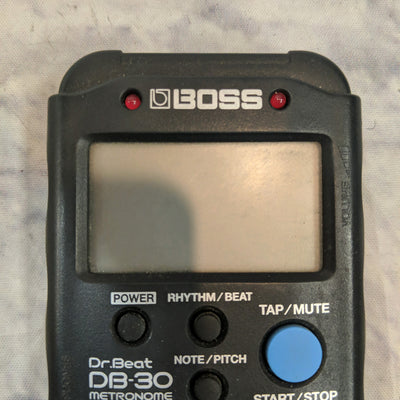 BOSS
POWER
RHYTHM/BEAT
TAP/MUTE
Dr.Beat
NOTE/PITCH
DB-30
METRONOME
START/STOP